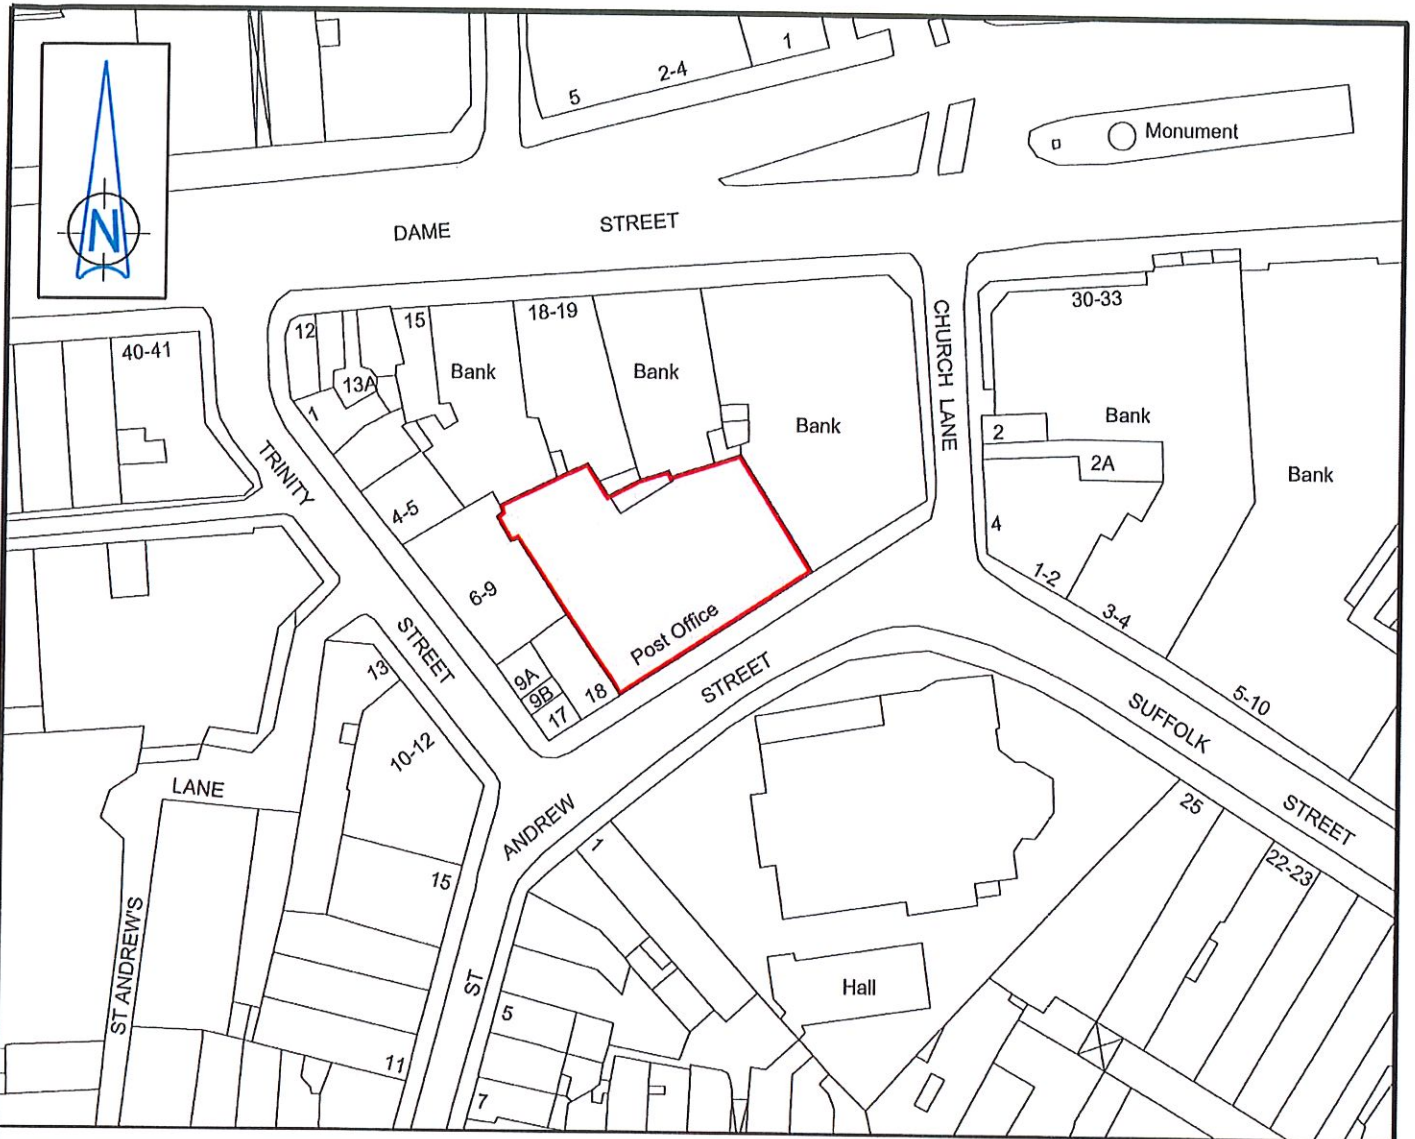 N
1
2-4
5
Monument
DAME STREET
CHURCH LANE
30-33
12
15
18-19
40-41
13A
Bank
Bank
1
Bank
Bank
2
2A
Bank
TRINITY STREET
4-5
4
6-9
1-2
3-4
Post Office
13
9A
9B
18
17
5-10
10-12
ST ANDREW STREET
SUFFOLK STREET
LANE
25
1
22-23
15
ST ANDREW'S
Hall
5
11
7